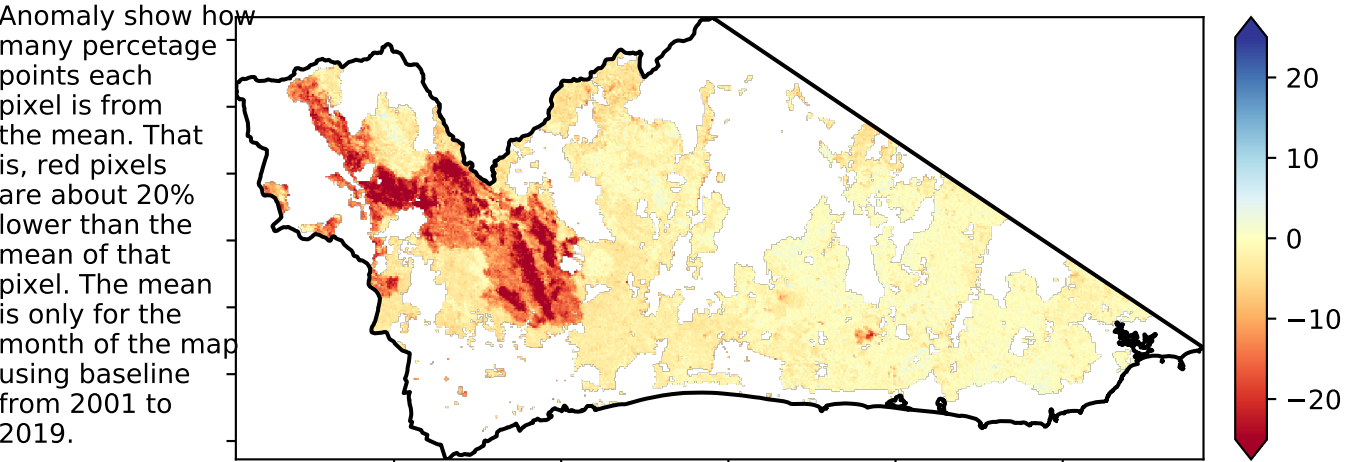 Anomaly show how
many percetage
points each
pixel is from
the mean. That
is, red pixels
are about 20%
lower than the
mean of that
pixel. The mean
is only for the
month of the map
using baseline
from 2001 to
2019.
20
10
0
−10
−20